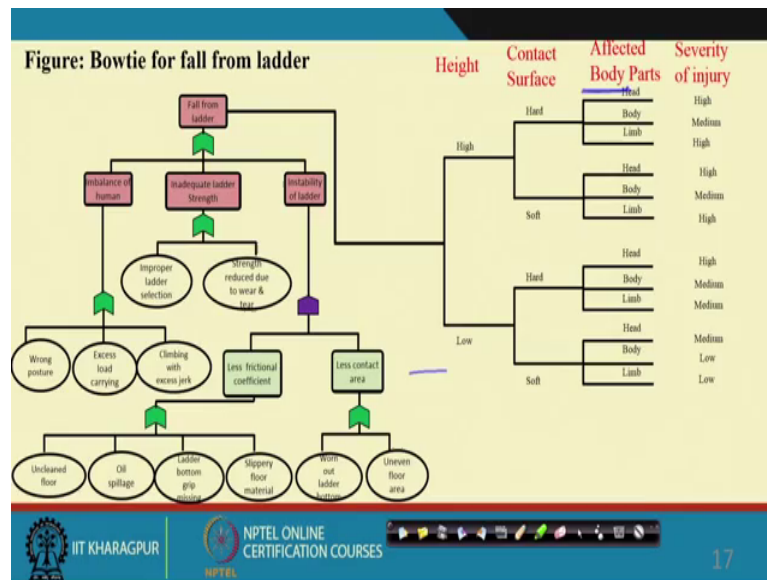 Figure: Bowtie for fall from ladder
Height
Contact
Surface
Affected
Body Parts
Severity
of injury
Fall from
ladder
Imbalance of
human
Inadequate ladder
Strength
Instability
of ladder
Improper
ladder
selection
Strength
reduced due
to wear &
tear
Wrong
posture
Excess
load
carrying
Climbing
with
excess jerk
Less frictional
coefficient
Less contact
area
Uncleaned
floor
Oil
spillage
Ladder
bottom
grip
missing
Slippery
floor
material
Worn
out
ladder
bottom
Uneven
floor
area
High
Low
Hard
Soft
Hard
Soft
Head
Body
Limb
Head
Body
Limb
Head
Body
Limb
Head
Body
Limb
High
Medium
High
High
Medium
High
High
Medium
Medium
Medium
Low
Low
IIT KHARAGPUR
NPTEL
NPTEL ONLINE
CERTIFICATION COURSES
17